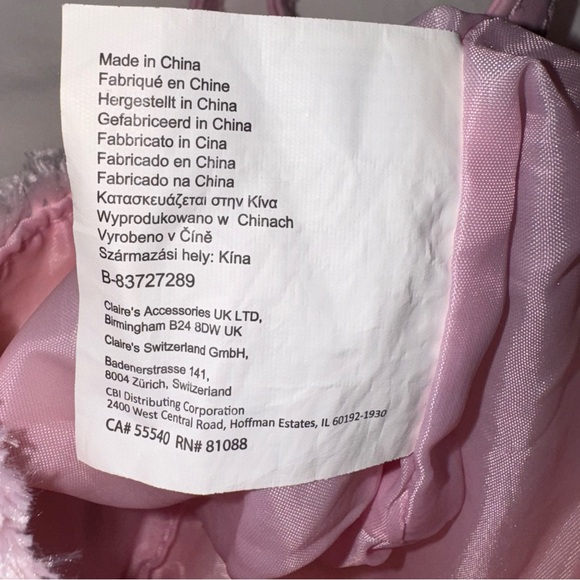 Made in China
Fabriqué en Chine
Hergestellt in China
Gefabriceerd in China
Fabbricato in Cina
Fabricado en China
Fabricado na China
Κατασκευάζεται στην Κίνα
Wyprodukowano w Chinach
Vyrobeno v Číně
Származási hely: Kína
B-83727289
Claire's Accessories UK LTD,
Birmingham B24 8DW UK
Claire's Switzerland GmbH,
Badenerstrasse 141,
8004 Zürich, Switzerland
CBI Distributing Corporation
2400 West Central Road, Hoffman Estates, IL 60192-1930
CA# 55540 RN# 81088